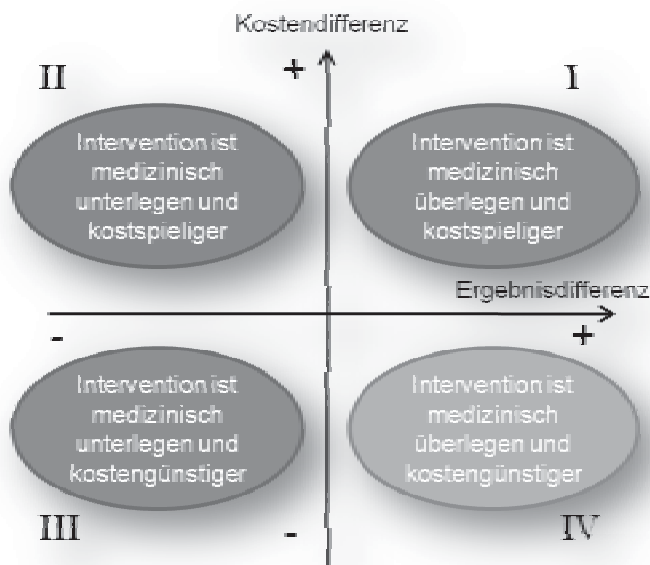 Kostendifferenz
II
+
I
Intervention ist
medizinisch
unterlegen und
kostspieliger
Intervention ist
medizinisch
überlegen und
kostspieliger
Ergebnisdifferenz
-
+
Intervention ist
medizinisch
unterlegen und
kostengünstiger
Intervention ist
medizinisch
überlegen und
kostengünstiger
III
-
IV